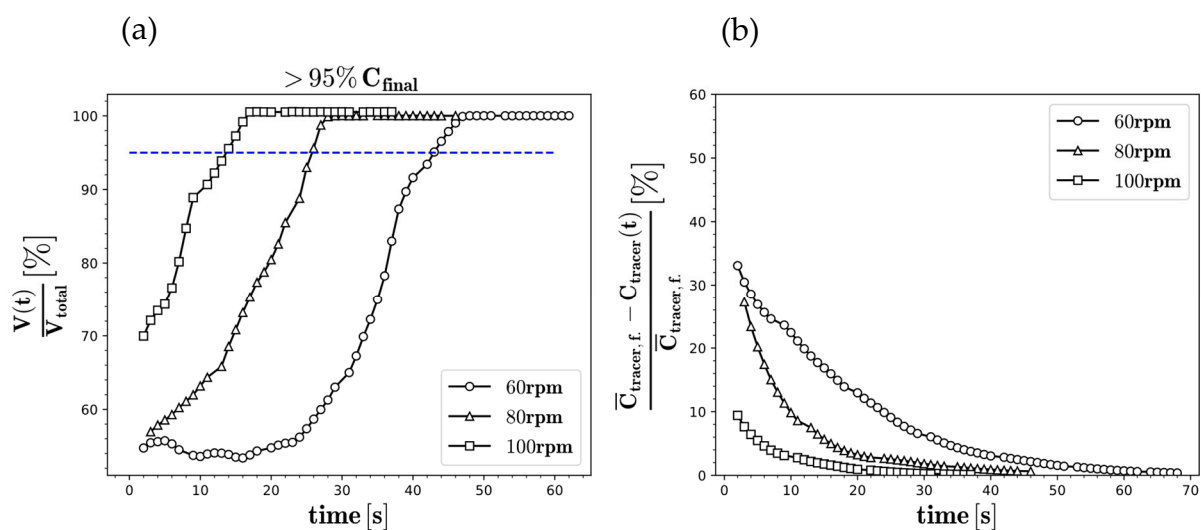 (a)
> 95% C_final
V(t) / V_total [%]
100
90
80
70
60
0 10 20 30 40 50 60
time [s]
60rpm
80rpm
100rpm
(b)
C̅_tracer, f. − C_tracer(t) / C̅_tracer, f. [%]
60
50
40
30
20
10
0
0 10 20 30 40 50 60 70
time [s]
60rpm
80rpm
100rpm